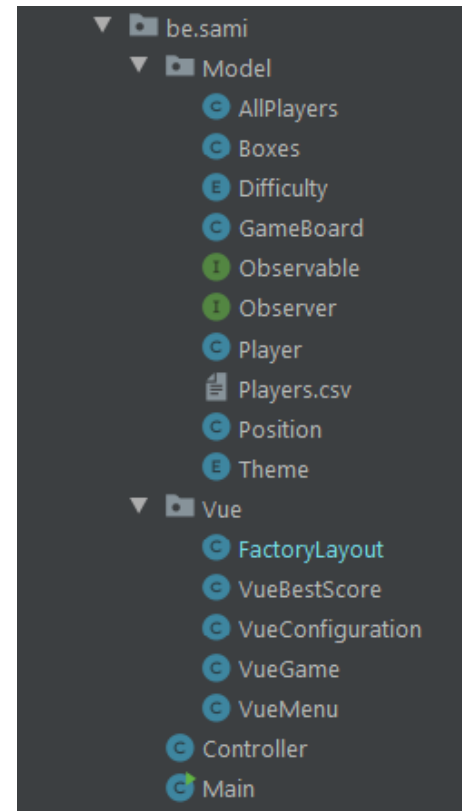 be.sami
Model
C AllPlayers
C Boxes
E Difficulty
C GameBoard
I Observable
I Observer
C Player
Players.csv
C Position
E Theme
Vue
C FactoryLayout
C VueBestScore
C VueConfiguration
C VueGame
C VueMenu
C Controller
C Main